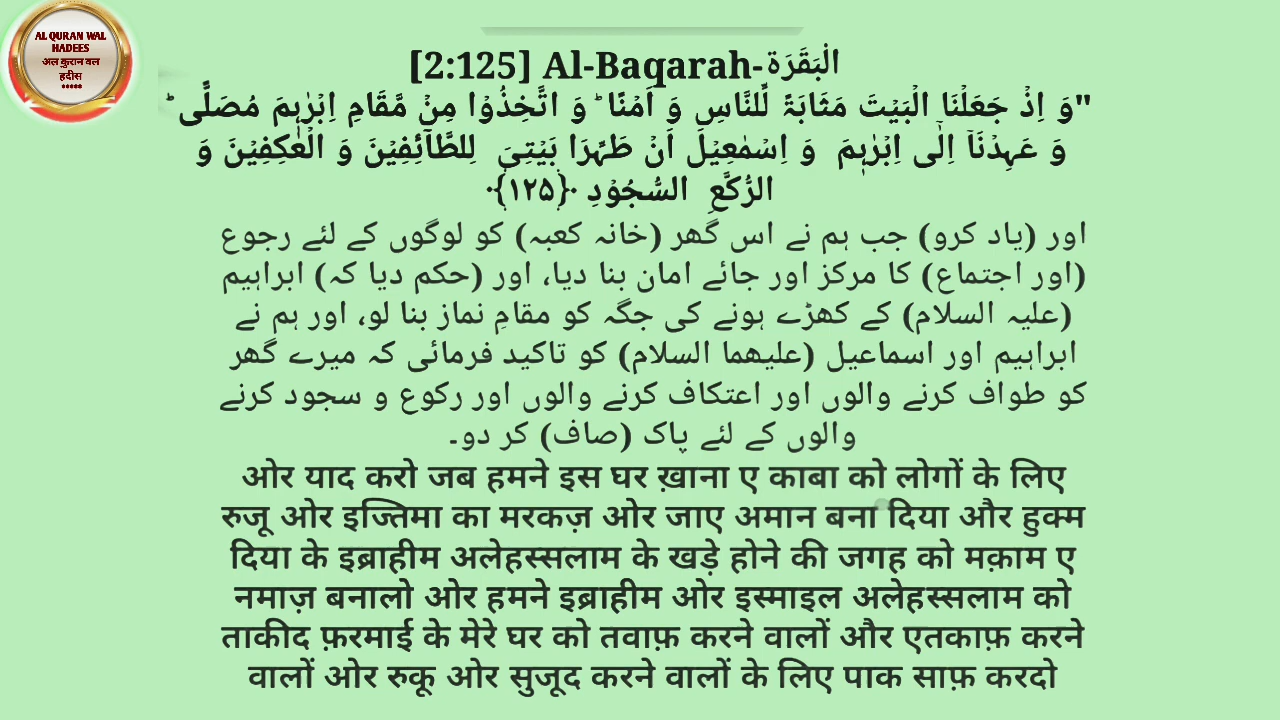 AL QURAN WAL
HADEES
अल क़ुरान वल
हदीस
*****
[2:125] Al-Baqarah-الْبَقَرَة
"وَ اِذْ جَعَلْنَا الْبَیْتَ مَثَابَةً لِّلنَّاسِ وَ اَمْنًا ؕ وَ اتَّخِذُوْا مِنْ مَّقَامِ اِبْرٰہٖمَ مُصَلًّی ؕ
وَ عَہِدْنَاۤ اِلٰۤی اِبْرٰہٖمَ وَ اِسْمٰعِیْلَ اَنْ طَہِّرَا بَیْتِیَ لِلطَّآئِفِیْنَ وَ الْعٰکِفِیْنَ وَ
الرُّکَّعِ السُّجُوْدِ ﴿۱۲۵﴾
اور (یاد کرو) جب ہم نے اس گھر (خانہ کعبہ) کو لوگوں کے لئے رجوع
(اور اجتماع) کا مرکز اور جائے امان بنا دیا، اور (حکم دیا کہ) ابراہیم
(علیہ السلام) کے کھڑے ہونے کی جگہ کو مقامِ نماز بنا لو، اور ہم نے
ابراہیم اور اسماعیل (علیھما السلام) کو تاکید فرمائی کہ میرے گھر
کو طواف کرنے والوں اور اعتکاف کرنے والوں اور رکوع و سجود کرنے
والوں کے لئے پاک (صاف) کر دو۔
ओर याद करो जब हमने इस घर ख़ाना ए काबा को लोगों के लिए
रुजू ओर इज्तिमा का मरकज़ ओर जाए अमान बना दिया और हुक्म
दिया के इब्राहीम अलेहस्सलाम के खड़े होने की जगह को मक़ाम ए
नमाज़ बनालो ओर हमने इब्राहीम ओर इस्माइल अलेहस्सलाम को
ताकीद फ़रमाई के मेरे घर को तवाफ़ करने वालों और एतकाफ़ करने
वालों ओर रुकू ओर सुजूद करने वालों के लिए पाक साफ़ करदो